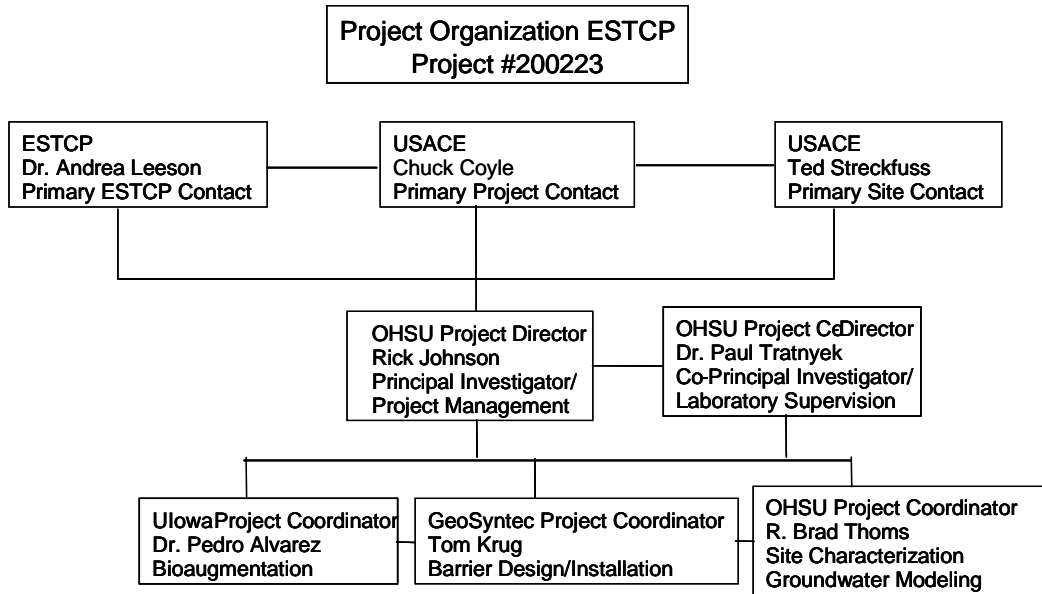 Project Organization ESTCP
Project #200223
ESTCP
Dr. Andrea Leeson
Primary ESTCP Contact
USACE
Chuck Coyle
Primary Project Contact
USACE
Ted Streckfuss
Primary Site Contact
OHSU Project Director
Rick Johnson
Principal Investigator/
Project Management
OHSU Project CeDirector
Dr. Paul Tratnyek
Co-Principal Investigator/
Laboratory Supervision
UIowaProject Coordinator
Dr. Pedro Alvarez
Bioaugmentation
GeoSyntec Project Coordinator
Tom Krug
Barrier Design/Installation
OHSU Project Coordinator
R. Brad Thoms
Site Characterization
Groundwater Modeling